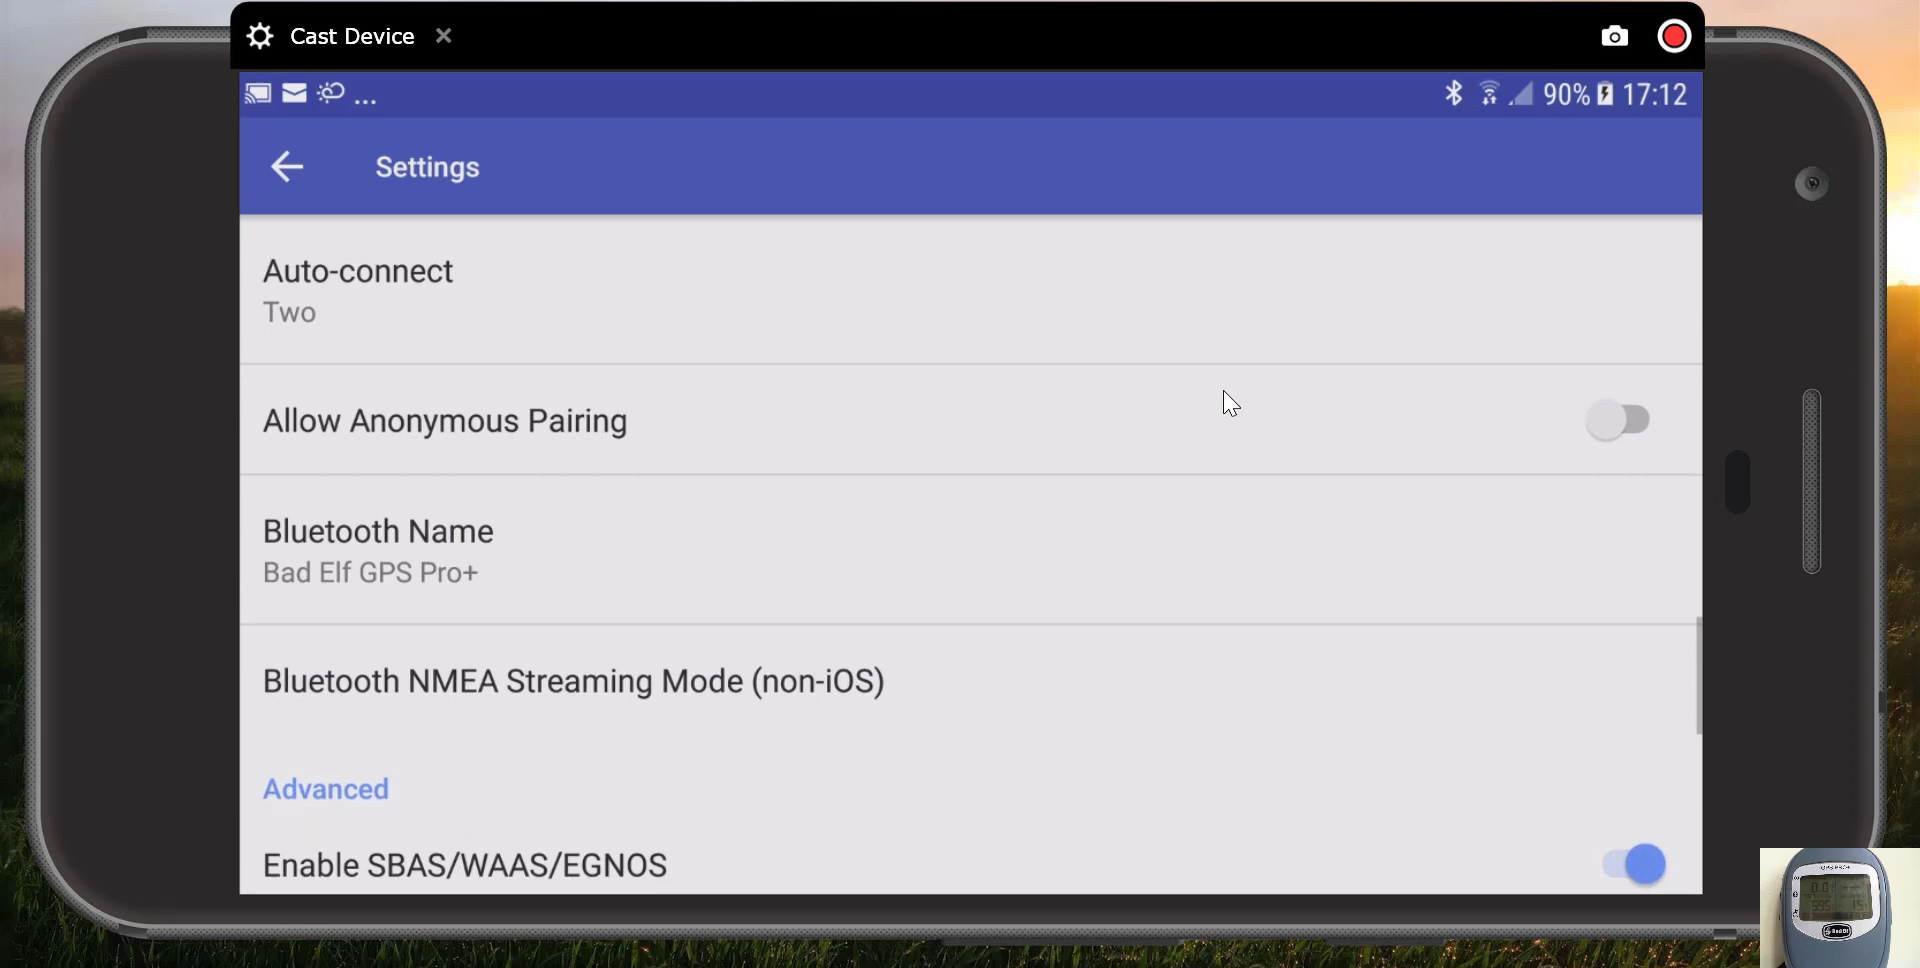 Cast Device
90% 17:12
Settings
Auto-connect
Two
Allow Anonymous Pairing
Bluetooth Name
Bad Elf GPS Pro+
Bluetooth NMEA Streaming Mode (non-iOS)
Advanced
Enable SBAS/WAAS/EGNOS